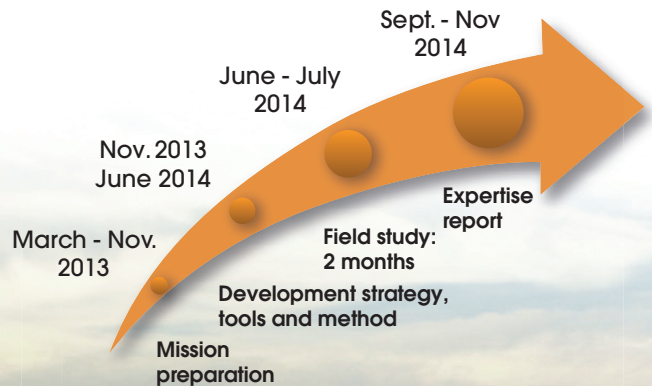 Sept. - Nov
2014
June - July
2014
Nov. 2013
June 2014
March - Nov.
2013
Expertise
report
Field study:
2 months
Development strategy,
tools and method
Mission
preparation